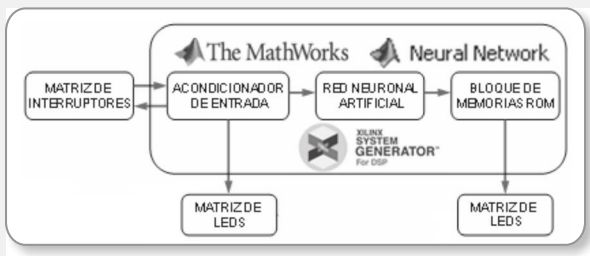 The MathWorks
Neural Network
MATRIZ DE
INTERRUPTORES
ACONDICIONADOR
DE ENTRADA
RED NEURONAL
ARTIFICIAL
BLOQUE DE
MEMORIAS ROM
XILINX
SYSTEM
GENERATOR™
For DSP
MATRIZ DE
LEDS
MATRIZ DE
LEDS